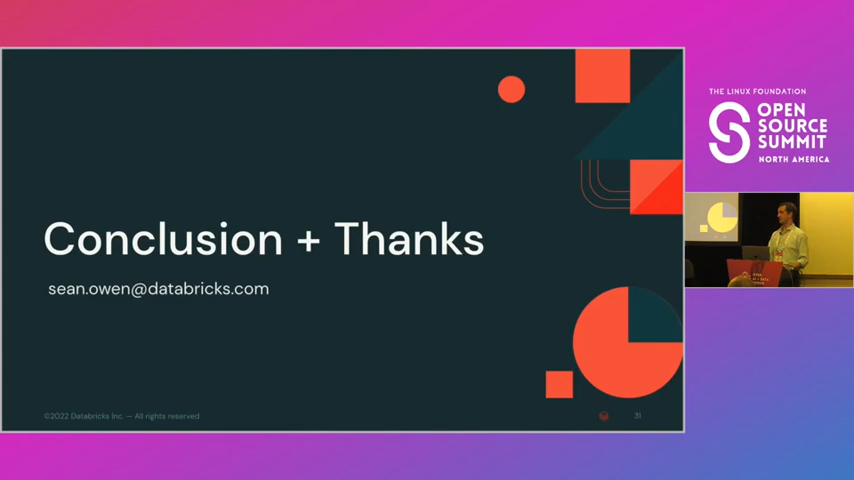 Conclusion + Thanks
sean.owen@databricks.com
©2022 Databricks Inc. — All rights reserved
31
THE LINUX FOUNDATION
OPEN
SOURCE
SUMMIT
NORTH AMERICA